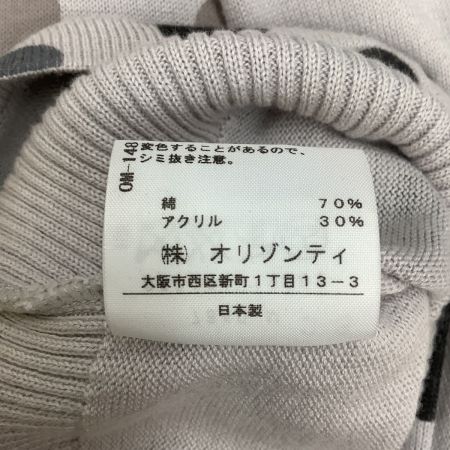 OM-148
変色することがあるので、
シミ抜き注意。
綿 70%
アクリル 30%
㈱ オリゾンティ
大阪市西区新町1丁目13-3
日本製